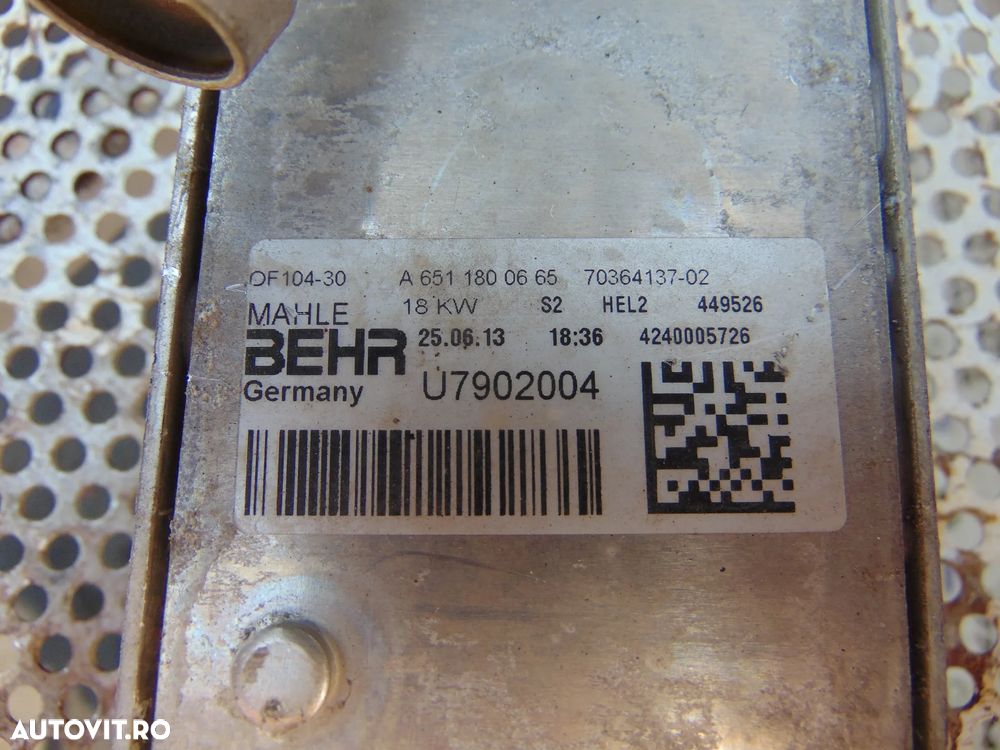 OF104-30 A 651 180 06 65 70364137-02
MAHLE 18 KW S2 HEL2 449526
BEHR 25.06.13 18:36 4240005726
Germany U7902004
AUTOVIT.RO